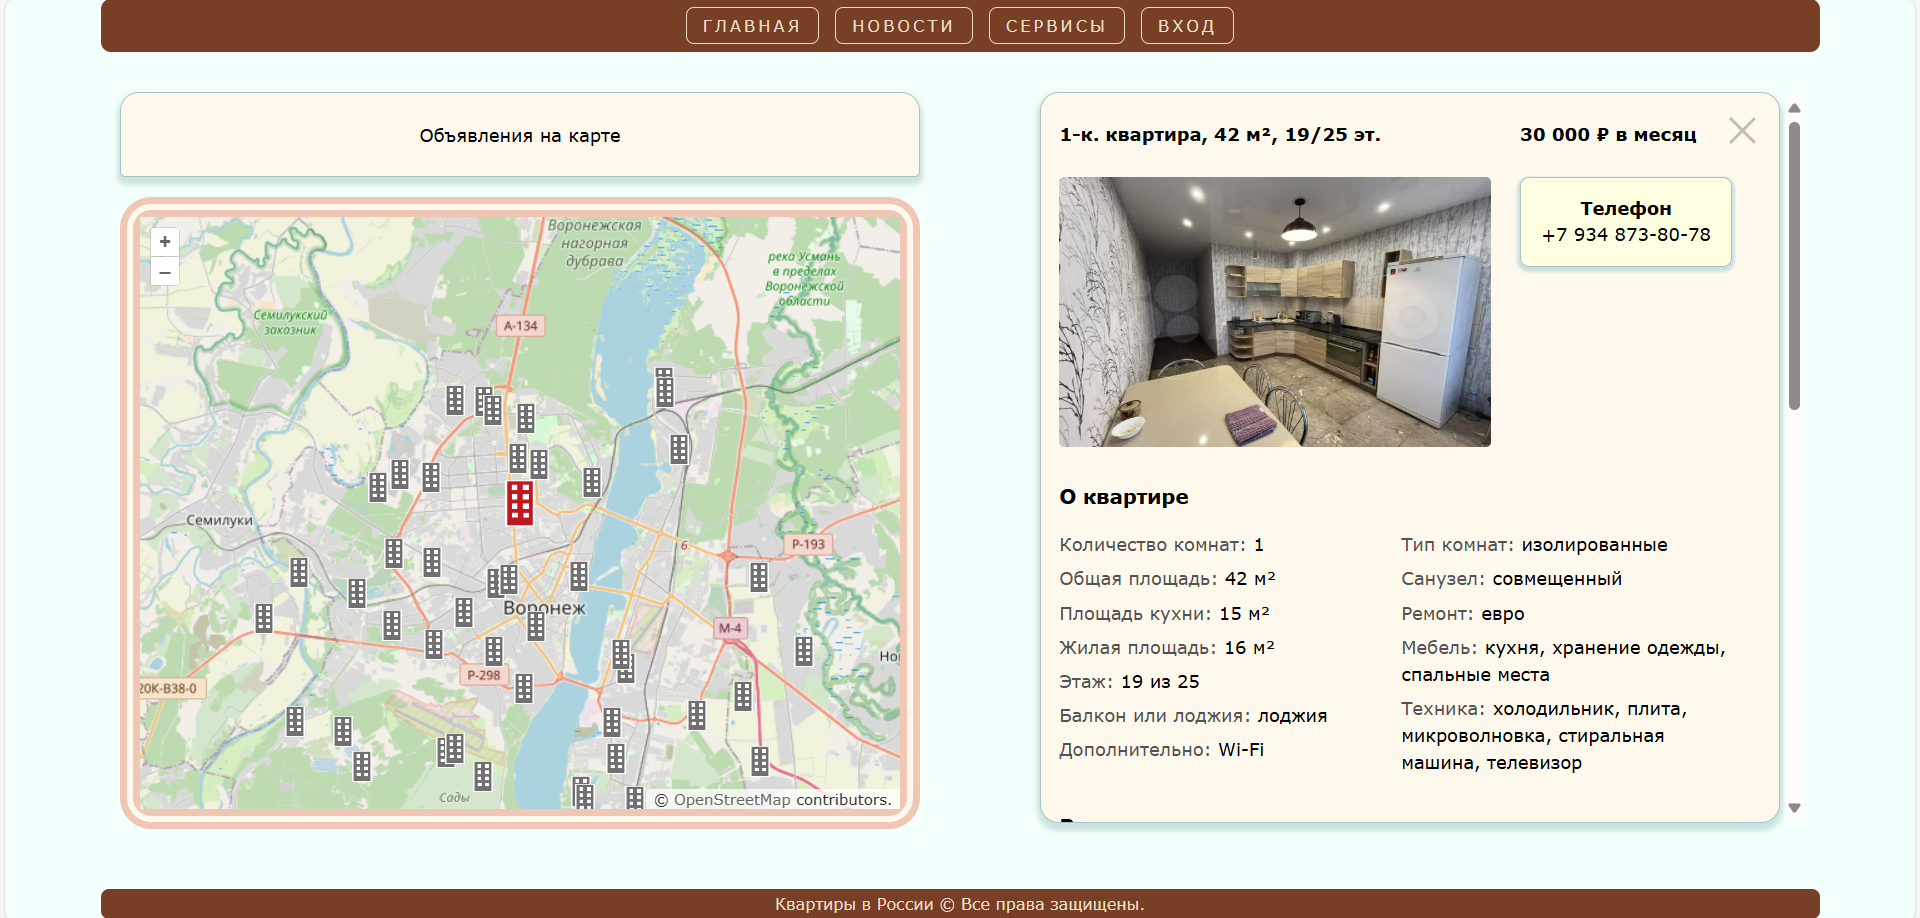 ГЛАВНАЯ НОВОСТИ СЕРВИСЫ ВХОД
Объявления на карте
+
−
Воронежская
нагорная
дубрава
река Усмань
в пределах
Воронежской
области
Семилукский
заказник
А-134
Семилуки
6
Р-193
Воронеж
М-4
Р-298
20К-В38-0
Но
Сады
© OpenStreetMap contributors.
1-к. квартира, 42 м², 19/25 эт.
30 000 ₽ в месяц
Телефон
+7 934 873-80-78
О квартире
Количество комнат: 1
Общая площадь: 42 м²
Площадь кухни: 15 м²
Жилая площадь: 16 м²
Этаж: 19 из 25
Балкон или лоджия: лоджия
Дополнительно: Wi-Fi
Тип комнат: изолированные
Санузел: совмещенный
Ремонт: евро
Мебель: кухня, хранение одежды,
спальные места
Техника: холодильник, плита,
микроволновка, стиральная
машина, телевизор
Квартиры в России © Все права защищены.